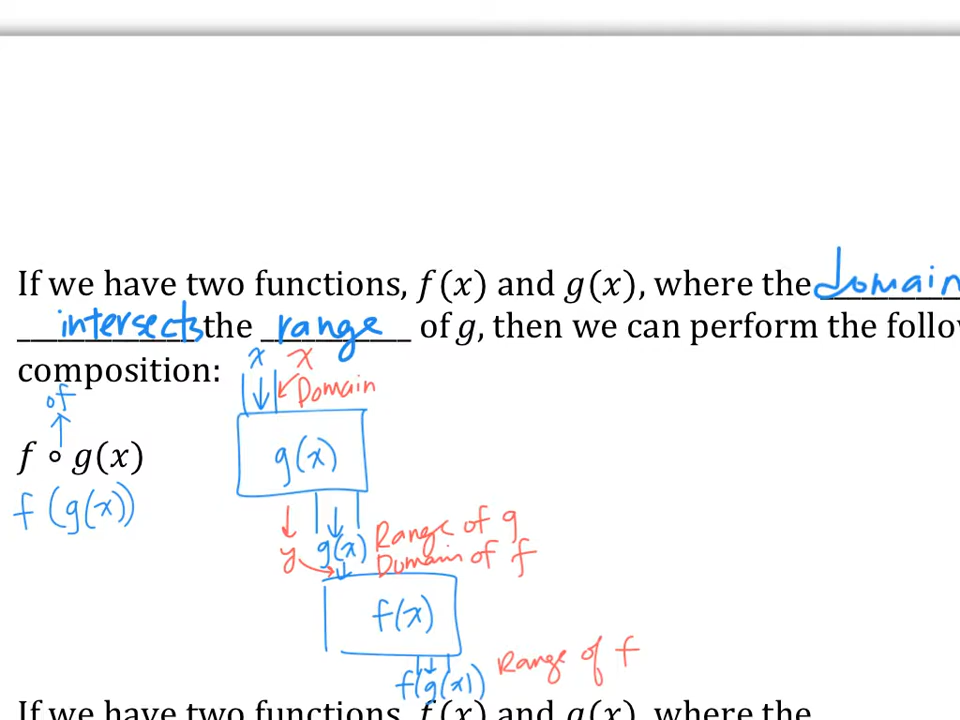 If we have two functions, f(x) and g(x), where the domain
intersects the range of g, then we can perform the follo
composition:
x x
Domain
of
f ∘ g(x)
g(x)
f (g(x))
y g(x) Range of g
Domain of f
f(x)
Range of f
f(g(x))
If we have two functions, f(x) and g(x), where the